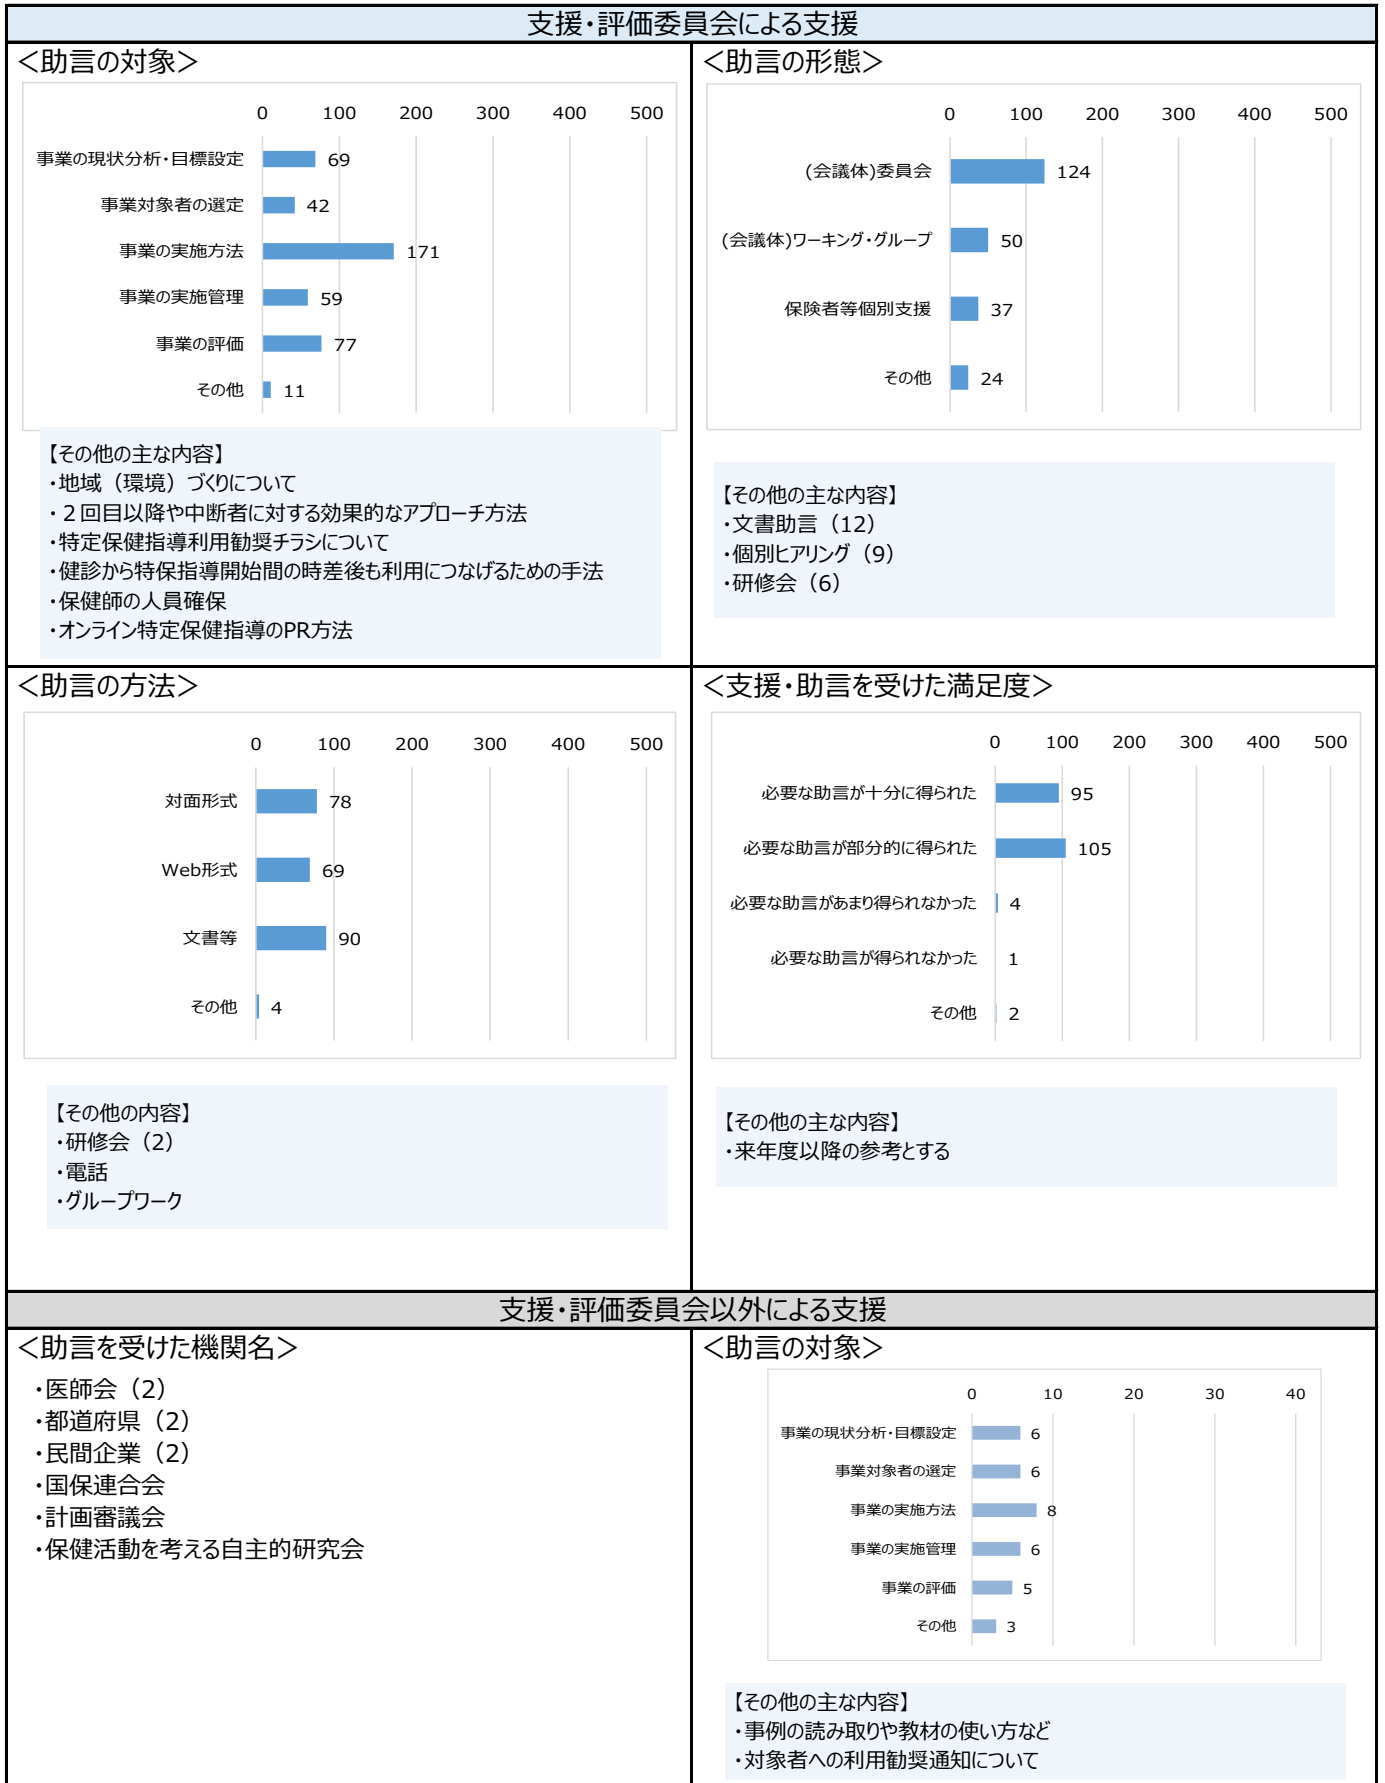 支援・評価委員会による支援
＜助言の対象＞
0 100 200 300 400 500
事業の現状分析・目標設定 69
事業対象者の選定 42
事業の実施方法 171
事業の実施管理 59
事業の評価 77
その他 11
【その他の主な内容】
・地域（環境）づくりについて
・２回目以降や中断者に対する効果的なアプローチ方法
・特定保健指導利用勧奨チラシについて
・健診から特保指導開始間の時差後も利用につなげるための手法
・保健師の人員確保
・オンライン特定保健指導のPR方法
＜助言の形態＞
0 100 200 300 400 500
(会議体)委員会 124
(会議体)ワーキング・グループ 50
保険者等個別支援 37
その他 24
【その他の主な内容】
・文書助言（12）
・個別ヒアリング（9）
・研修会（6）
＜助言の方法＞
0 100 200 300 400 500
対面形式 78
Web形式 69
文書等 90
その他 4
【その他の内容】
・研修会（2）
・電話
・グループワーク
＜支援・助言を受けた満足度＞
0 100 200 300 400 500
必要な助言が十分に得られた 95
必要な助言が部分的に得られた 105
必要な助言があまり得られなかった 4
必要な助言が得られなかった 1
その他 2
【その他の主な内容】
・来年度以降の参考とする
支援・評価委員会以外による支援
＜助言を受けた機関名＞
・医師会（2）
・都道府県（2）
・民間企業（2）
・国保連合会
・計画審議会
・保健活動を考える自主的研究会
＜助言の対象＞
0 10 20 30 40
事業の現状分析・目標設定 6
事業対象者の選定 6
事業の実施方法 8
事業の実施管理 6
事業の評価 5
その他 3
【その他の主な内容】
・事例の読み取りや教材の使い方など
・対象者への利用勧奨通知について